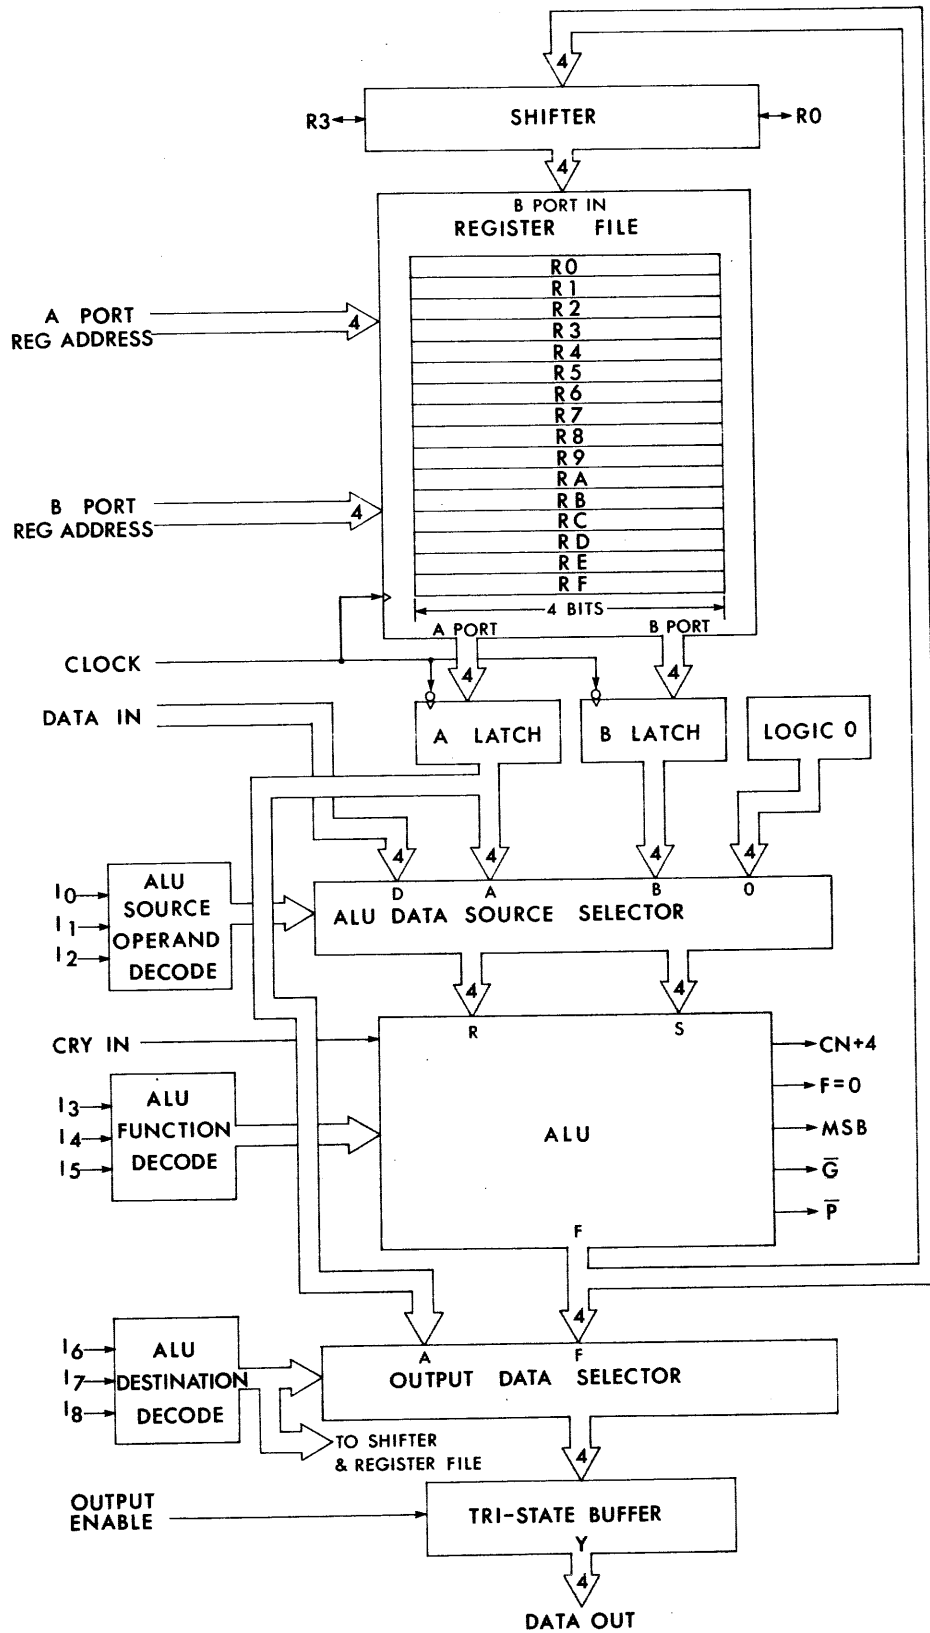 4
SHIFTER
R3
R0
4
B PORT IN
REGISTER FILE
R0
R1
R2
R3
R4
R5
R6
R7
R8
R9
RA
RB
RC
RD
RE
RF
4 BITS
A PORT
REG ADDRESS
4
B PORT
REG ADDRESS
4
A PORT
B PORT
CLOCK
4
4
DATA IN
A LATCH
B LATCH
LOGIC 0
4
4
4
4
D
A
B
0
I0
I1
I2
ALU
SOURCE
OPERAND
DECODE
ALU DATA SOURCE SELECTOR
4
4
R
S
CRY IN
I3
I4
I5
ALU
FUNCTION
DECODE
ALU
CN+4
F=0
MSB
G̅
P̅
F
4
I6
I7
I8
ALU
DESTINATION
DECODE
A
F
OUTPUT DATA SELECTOR
TO SHIFTER
& REGISTER FILE
4
OUTPUT
ENABLE
TRI-STATE BUFFER
Y
4
DATA OUT